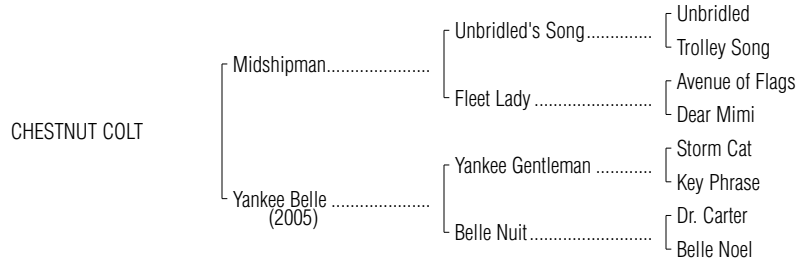 Unbridled
Unbridled's Song..............
Trolley Song
Midshipman......................
Avenue of Flags
Fleet Lady ..........................
Dear Mimi
CHESTNUT COLT
Storm Cat
Yankee Gentleman .............
Key Phrase
Yankee Belle .....................
(2005)
Dr. Carter
Belle Nuit...........................
Belle Noel